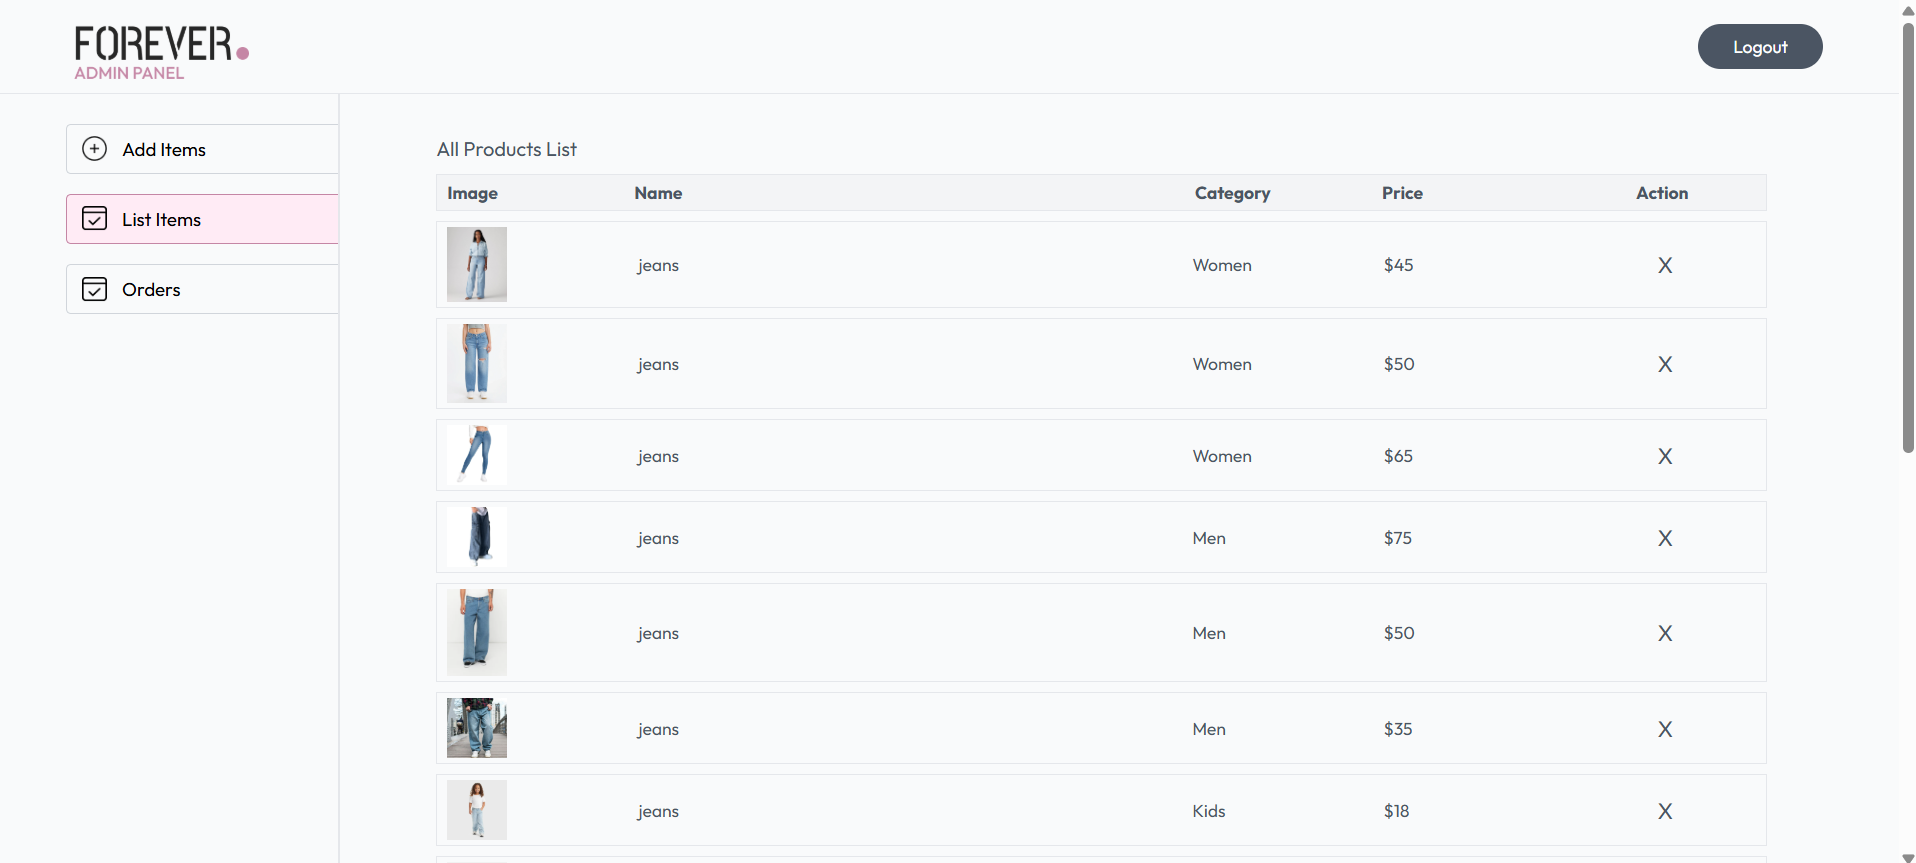 FOREVER.
ADMIN PANEL
Logout
Add Items
List Items
Orders
All Products List
Image Name Category Price Action
jeans Women $45 X
jeans Women $50 X
jeans Women $65 X
jeans Men $75 X
jeans Men $50 X
jeans Men $35 X
jeans Kids $18 X